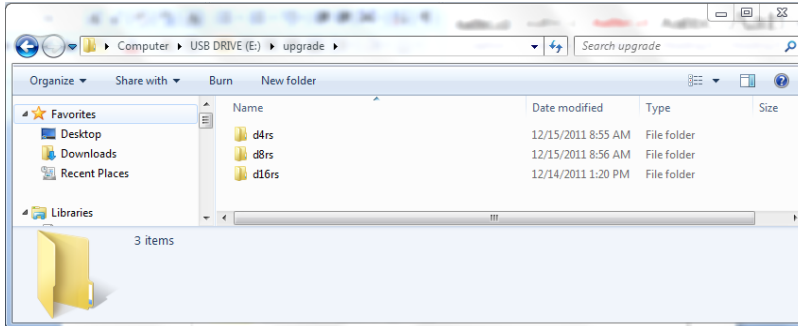 Computer USB DRIVE (E:) upgrade Search upgrade
Organize Share with Burn New folder
Favorites
Desktop
Downloads
Recent Places
Libraries
Name Date modified Type Size
d4rs 12/15/2011 8:55 AM File folder
d8rs 12/15/2011 8:56 AM File folder
d16rs 12/14/2011 1:20 PM File folder
3 items